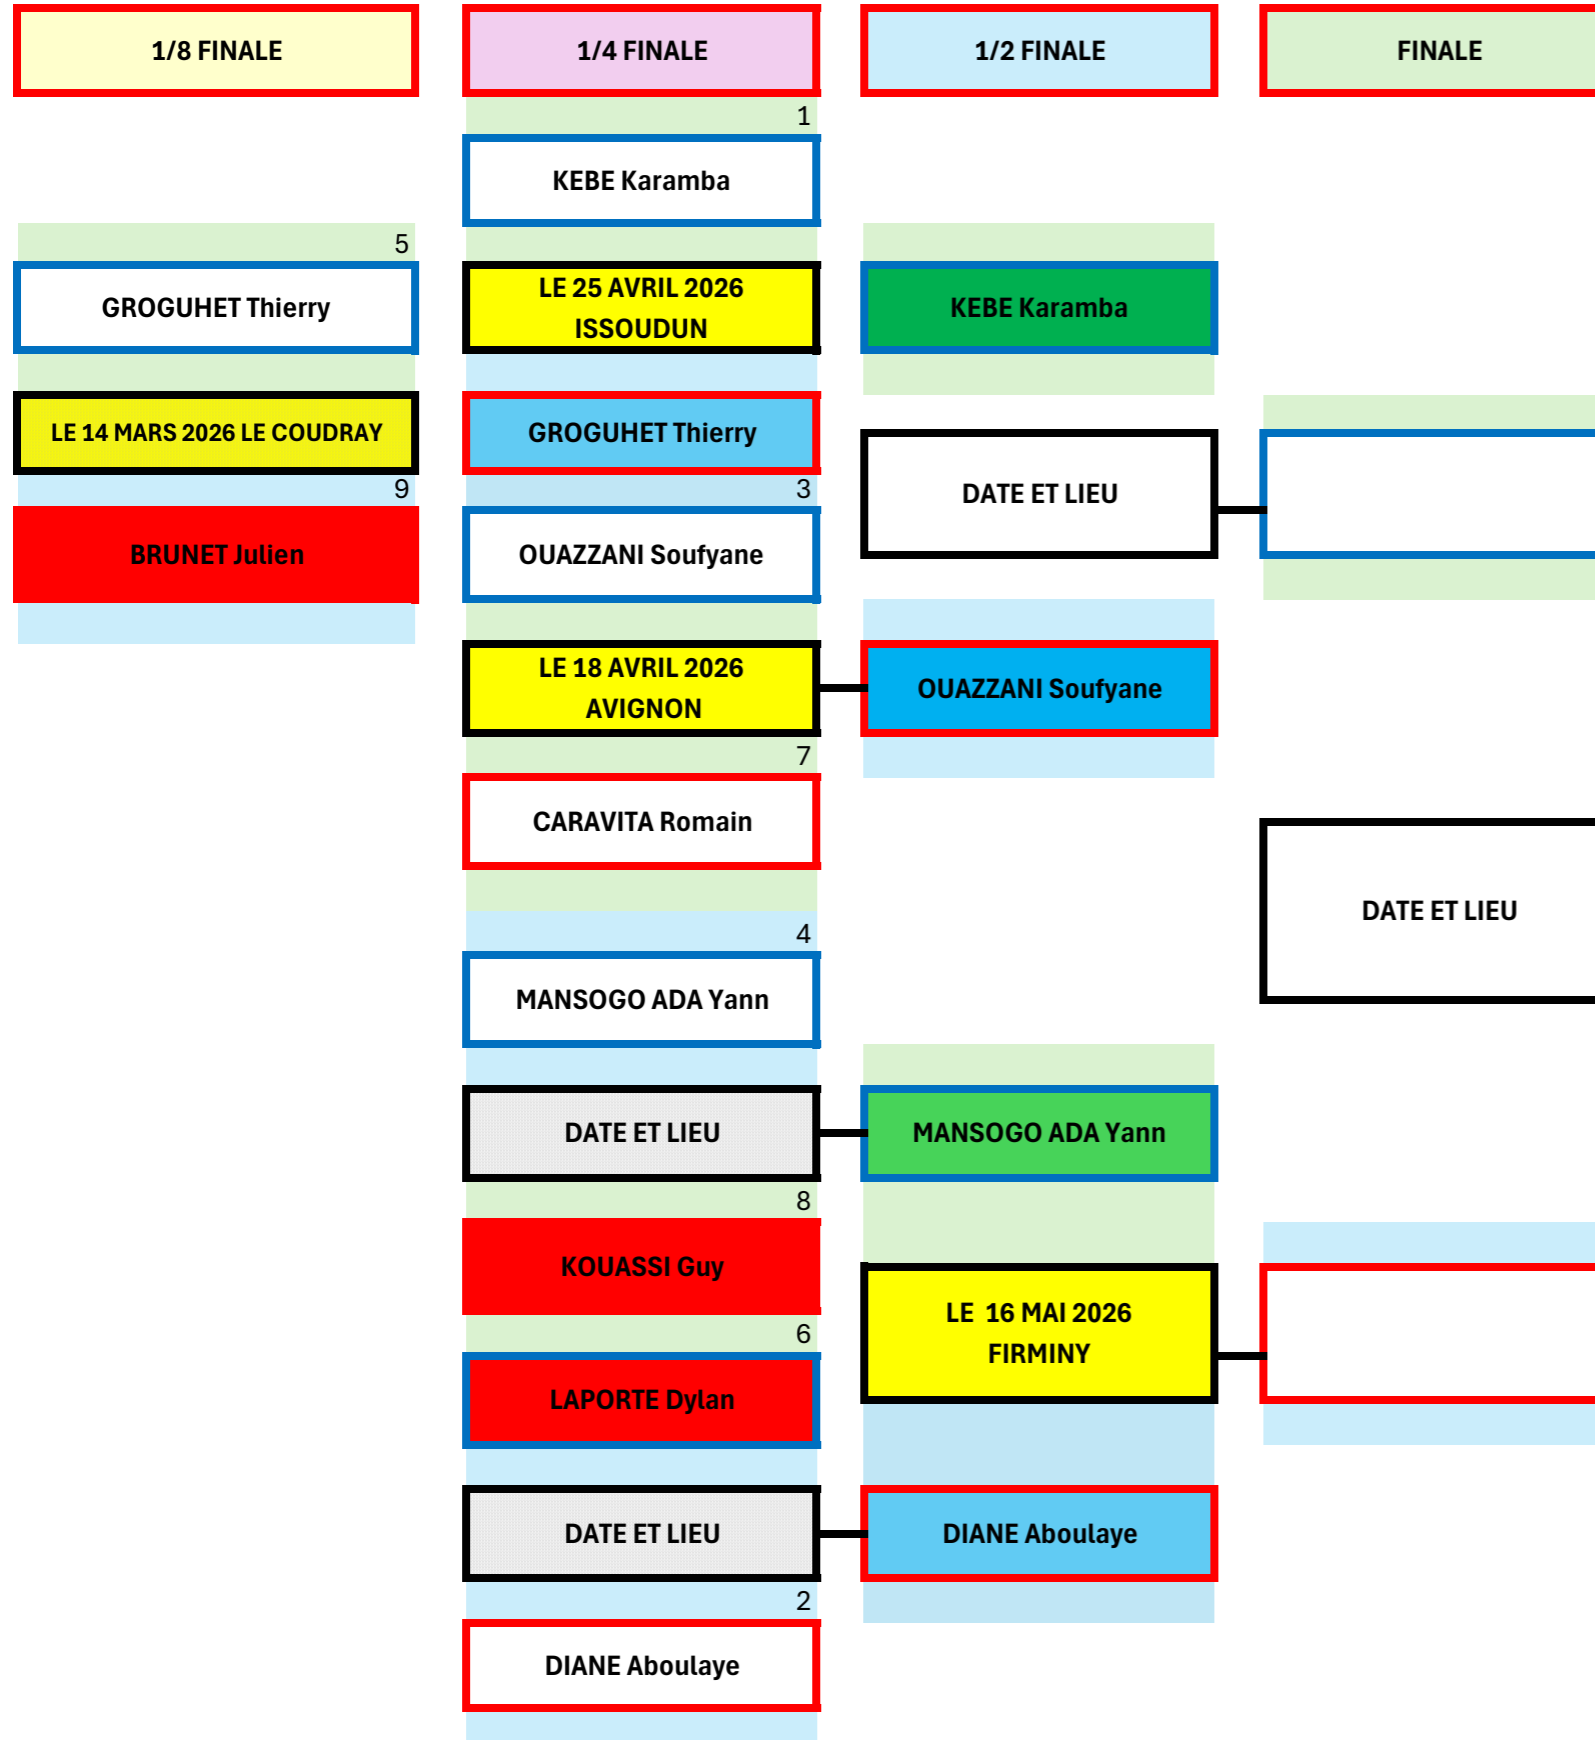 1/8 FINALE
1/4 FINALE
1/2 FINALE
FINALE
1
KEBE Karamba
5
GROGUHET Thierry
LE 25 AVRIL 2026
ISSOUDUN
KEBE Karamba
LE 14 MARS 2026 LE COUDRAY
GROGUHET Thierry
DATE ET LIEU
9
3
BRUNET Julien
OUAZZANI Soufyane
LE 18 AVRIL 2026
AVIGNON
OUAZZANI Soufyane
7
CARAVITA Romain
DATE ET LIEU
4
MANSOGO ADA Yann
DATE ET LIEU
MANSOGO ADA Yann
8
KOUASSI Guy
LE  16 MAI 2026
FIRMINY
6
LAPORTE Dylan
DATE ET LIEU
DIANE Aboulaye
2
DIANE Aboulaye